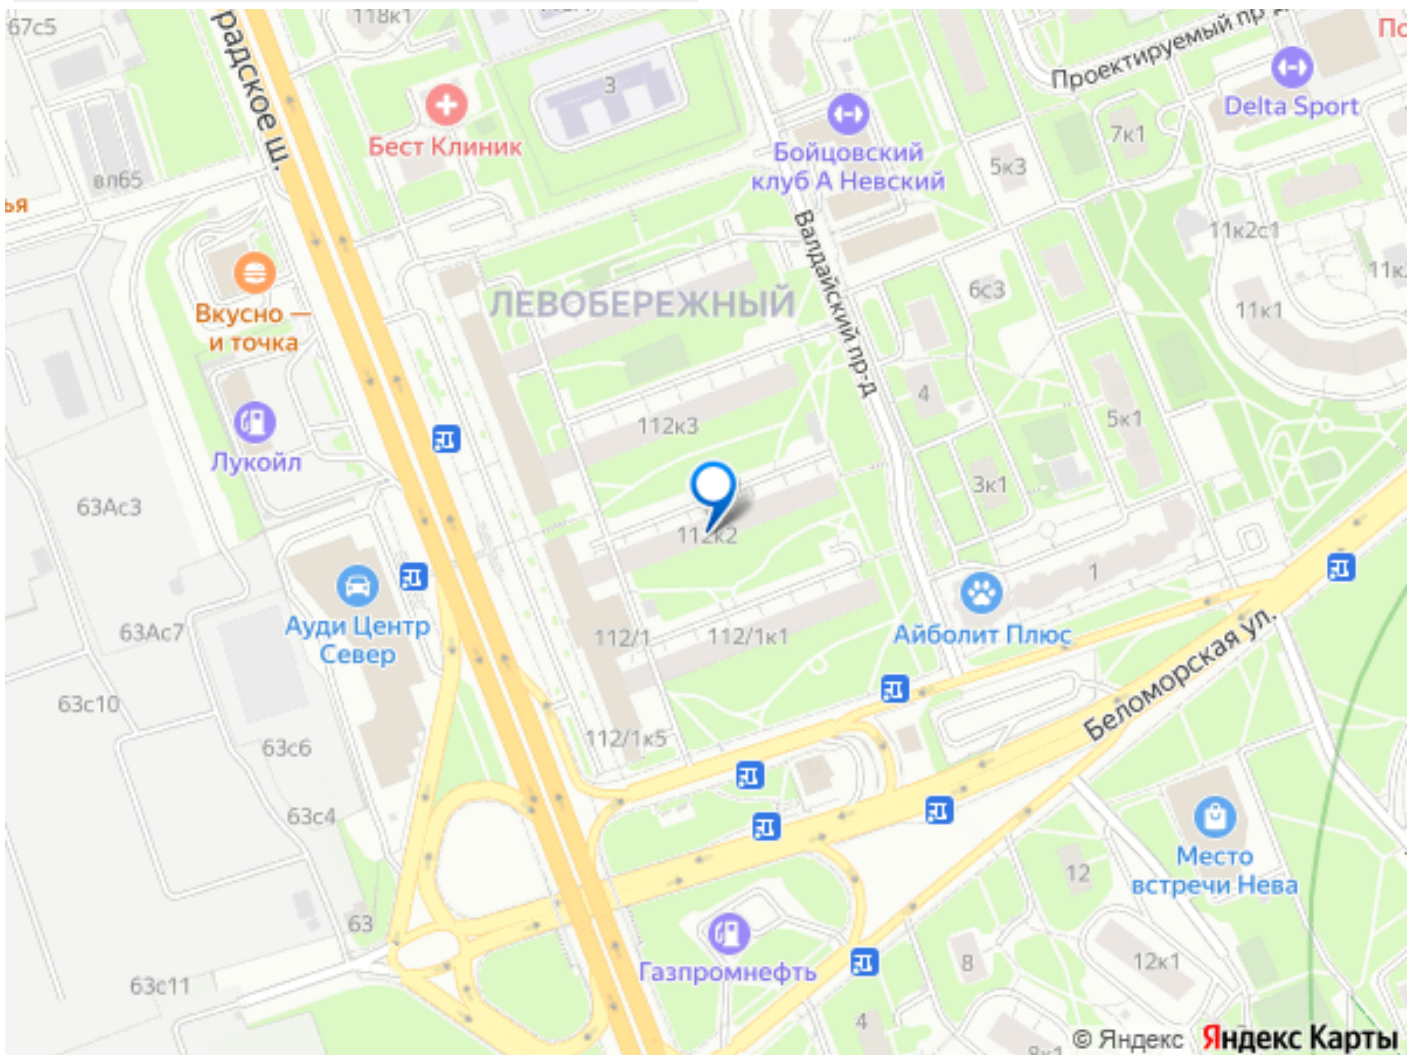 67с5
118к1
градское ш.
Проектируемый пр-д
3
Бест Клиник
Delta Sport
7к1
Бойцовский
клуб А Невский
5к3
вл65
ья
Валдайский пр-д
11к2с1
Вкусно —
и точка
ЛЕВОБЕРЕЖНЫЙ
6с3
11к1
4
112к3
5к1
Лукойл
63Ас3
3к1
112к2
1
Ауди Центр
Север
63Ас7
112/1
112/1к1
Айболит Плюс
63с10
Беломорская ул.
63с6
112/1к5
63с4
Место
встречи Нева
12
63
Газпромнефть
8
12к1
63с11
4
© Яндекс Яндекс Карты